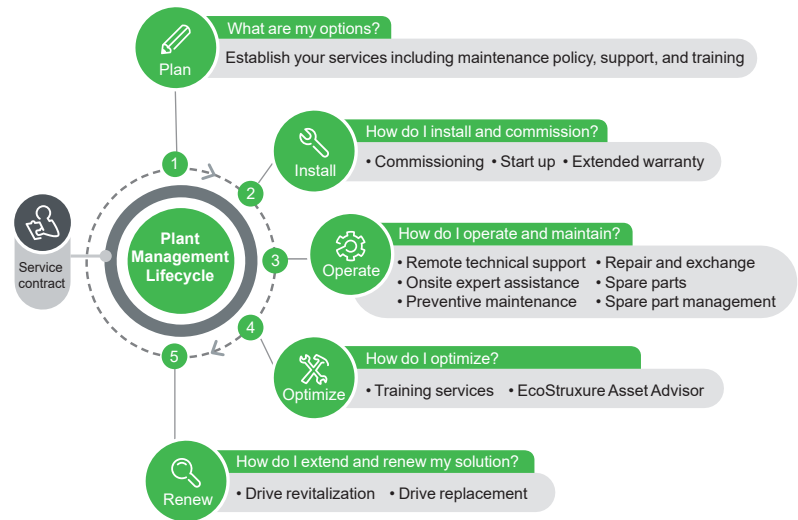 What are my options?
Plan
Establish your services including maintenance policy, support, and training
1
How do I install and commission?
Install
• Commissioning • Start up • Extended warranty
2
Plant
Management
Lifecycle
Service
contract
3
How do I operate and maintain?
Operate
• Remote technical support • Repair and exchange
• Onsite expert assistance • Spare parts
• Preventive maintenance • Spare part management
4
How do I optimize?
Optimize
• Training services • EcoStruxure Asset Advisor
5
How do I extend and renew my solution?
Renew
• Drive revitalization • Drive replacement